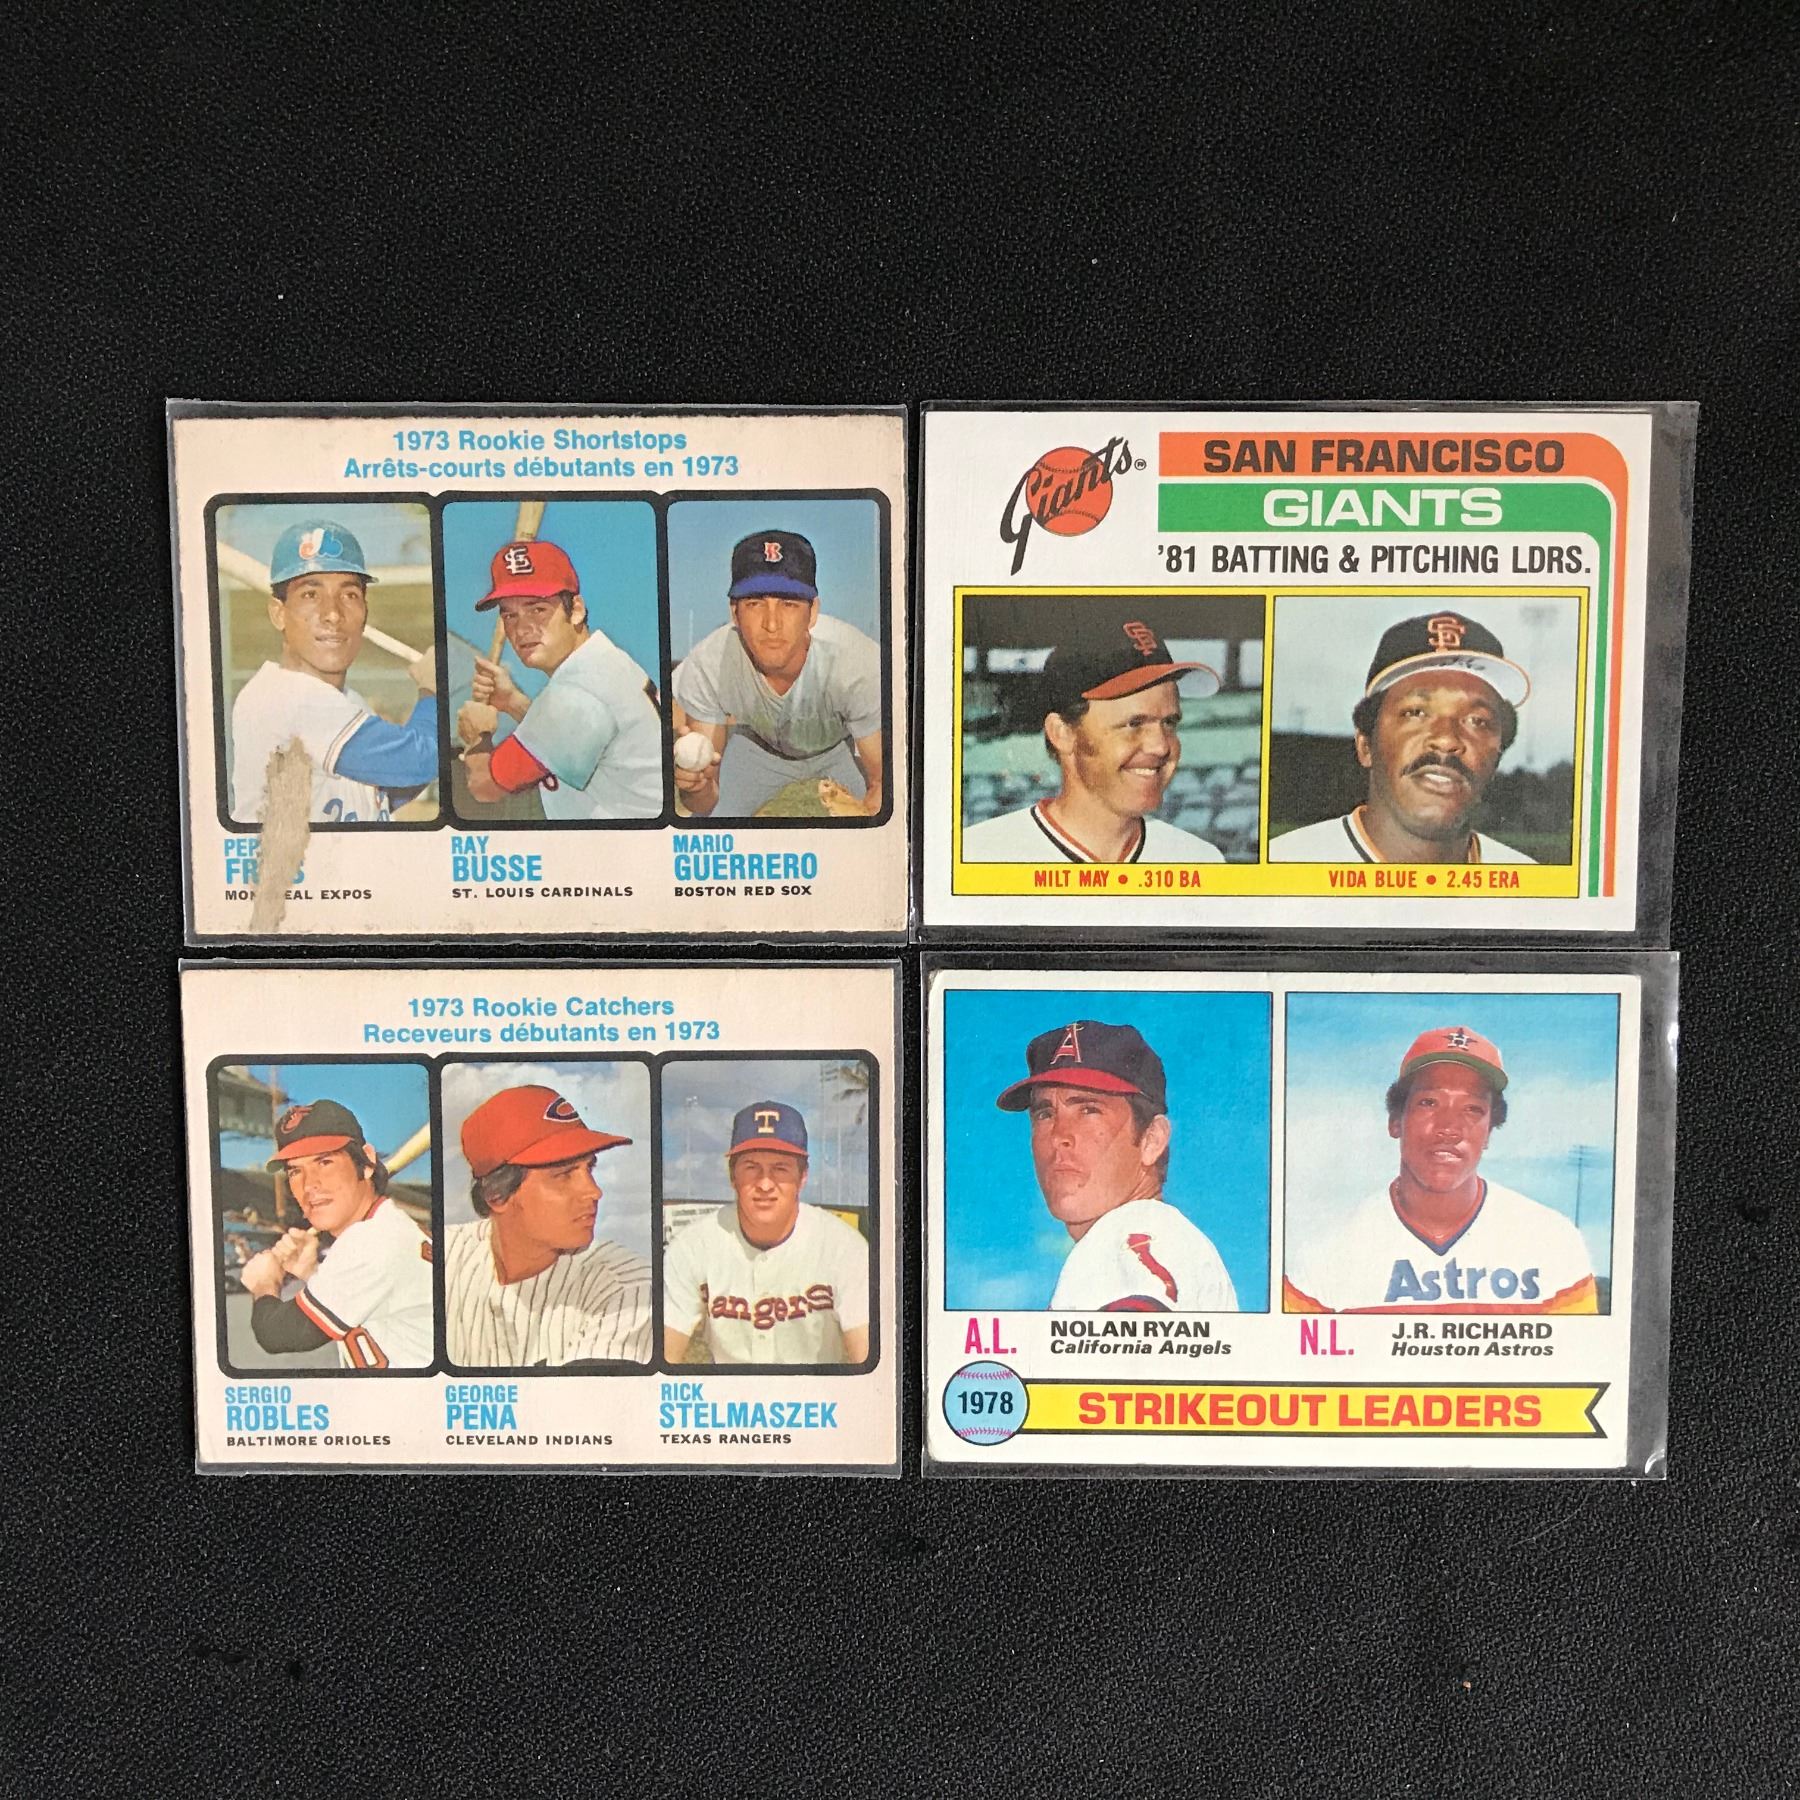 1973 Rookie Shortstops
Arrêts-courts débutants en 1973
RAY
BUSSE
ST. LOUIS CARDINALS
MARIO
GUERRERO
BOSTON RED SOX
EXPOS
Giants®
SAN FRANCISCO
GIANTS
'81 BATTING & PITCHING LDRS.
SF
SF
MILT MAY • .310 BA
VIDA BLUE • 2.45 ERA
1973 Rookie Catchers
Receveurs débutants en 1973
T
Rangers
SERGIO
ROBLES
BALTIMORE ORIOLES
GEORGE
PENA
CLEVELAND INDIANS
RICK
STELMASZEK
TEXAS RANGERS
A
H
Astros
A.L.
NOLAN RYAN
California Angels
N.L.
J.R. RICHARD
Houston Astros
1978
STRIKEOUT LEADERS